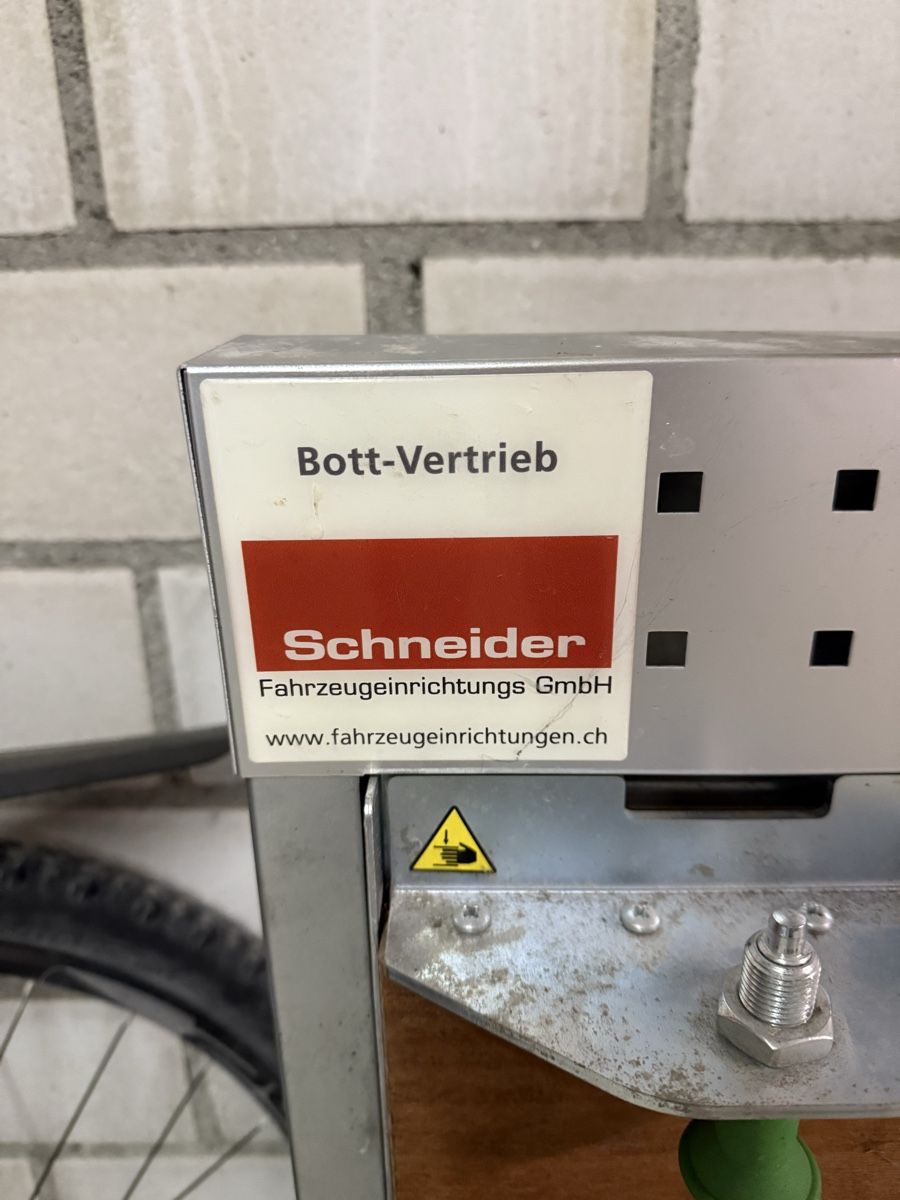 Bott-Vertrieb
Schneider
Fahrzeugeinrichtungs GmbH
www.fahrzeugeinrichtungen.ch